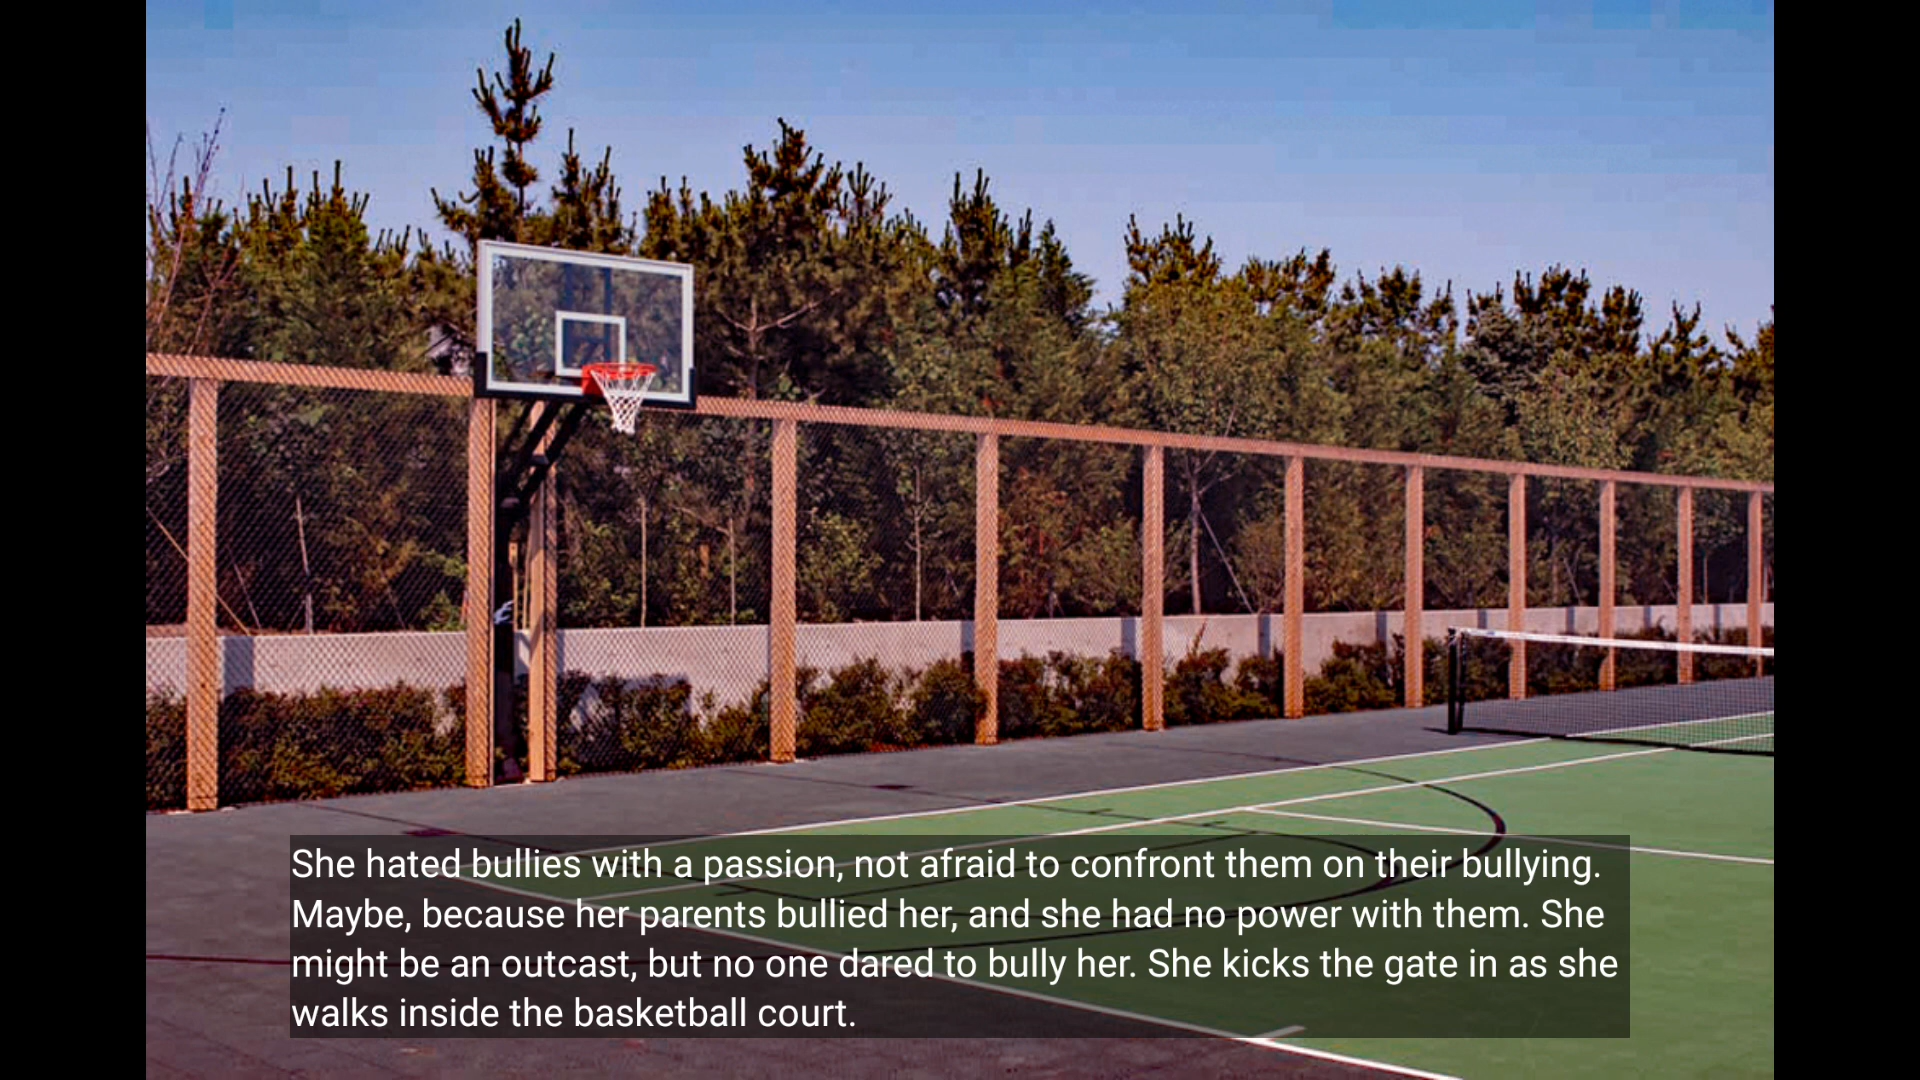 She hated bullies with a passion, not afraid to confront them on their bullying.
Maybe, because her parents bullied her, and she had no power with them. She
might be an outcast, but no one dared to bully her. She kicks the gate in as she
walks inside the basketball court.